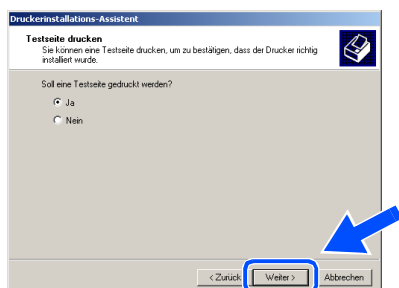 Druckerinstallations-Assistent
Testseite drucken
Sie können eine Testseite drucken, um zu bestätigen, dass der Drucker richtig
installiert wurde.
Soll eine Testseite gedruckt werden?
Ja
Nein
< Zurück Weiter > Abbrechen